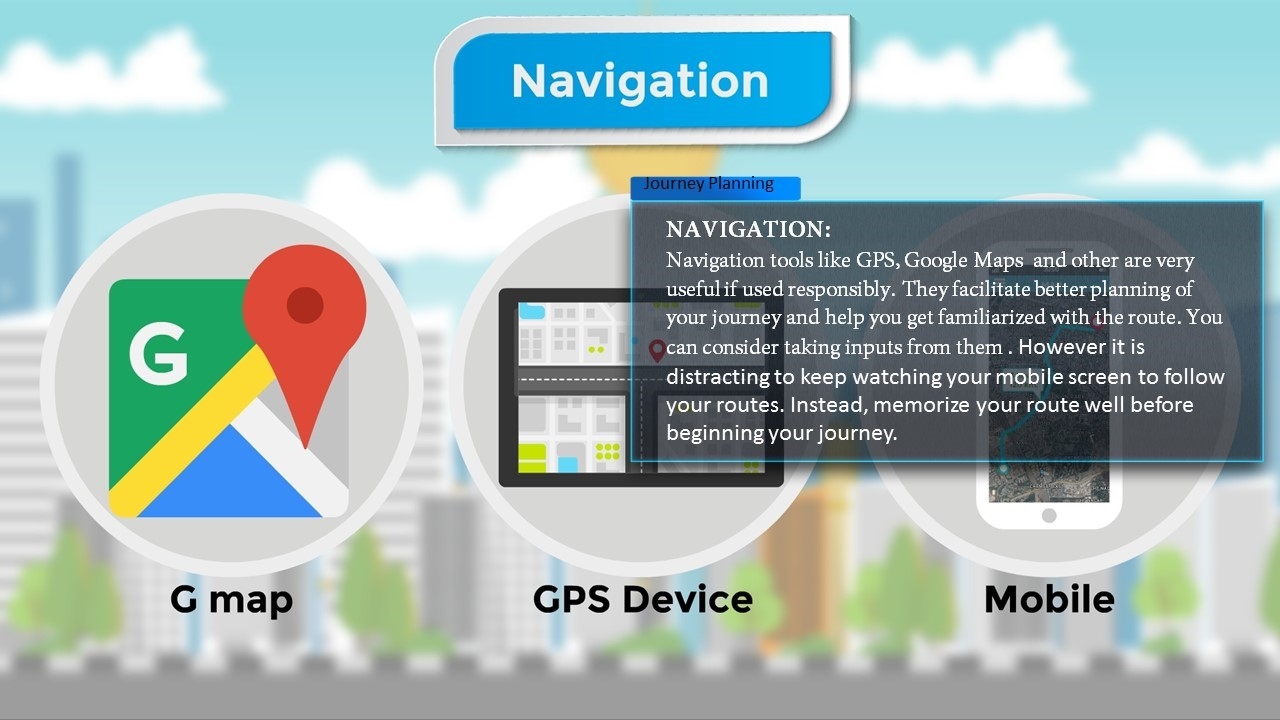 Navigation
Journey Planning
NAVIGATION:
Navigation tools like GPS, Google Maps  and other are very
useful if used responsibly. They facilitate better planning of
your journey and help you get familiarized with the route. You
can consider taking inputs from them . However it is
distracting to keep watching your mobile screen to follow
your routes. Instead, memorize your route well before
beginning your journey.
G
G map
GPS Device
Mobile